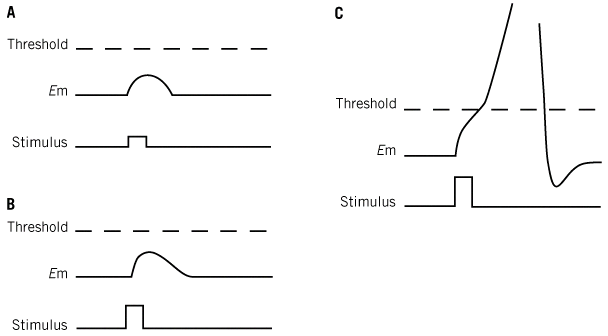 A
Threshold
Em
Stimulus
B
Threshold
Em
Stimulus
C
Threshold
Em
Stimulus